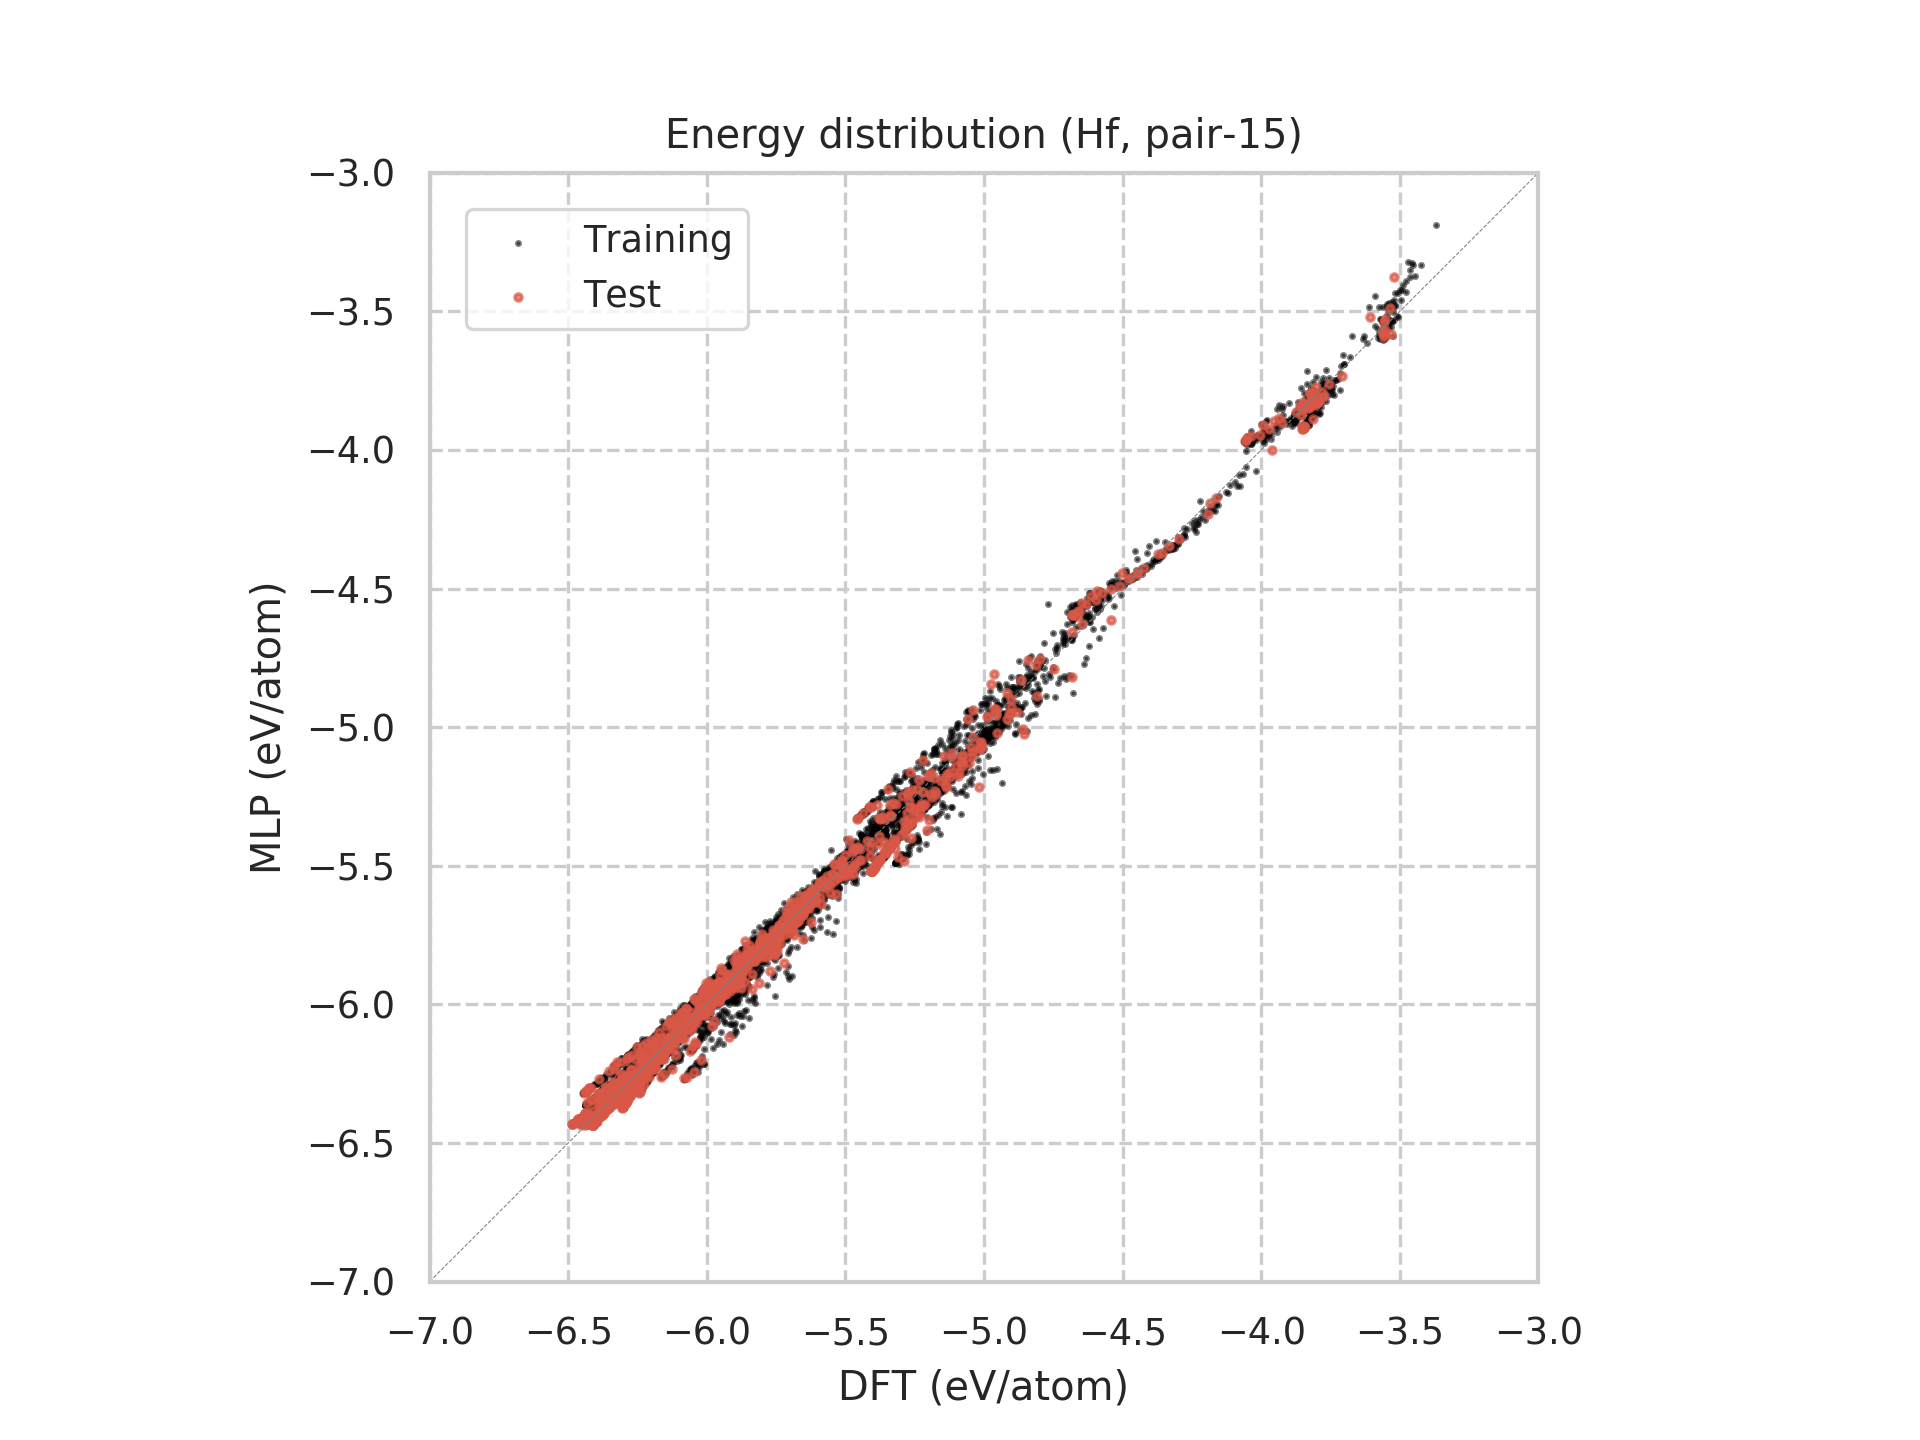 Energy distribution (Hf, pair-15)
−3.0
−3.5
−4.0
−4.5
−5.0
−5.5
−6.0
−6.5
−7.0
MLP (eV/atom)
Training
Test
−7.0 −6.5 −6.0 −5.5 −5.0 −4.5 −4.0 −3.5 −3.0
DFT (eV/atom)